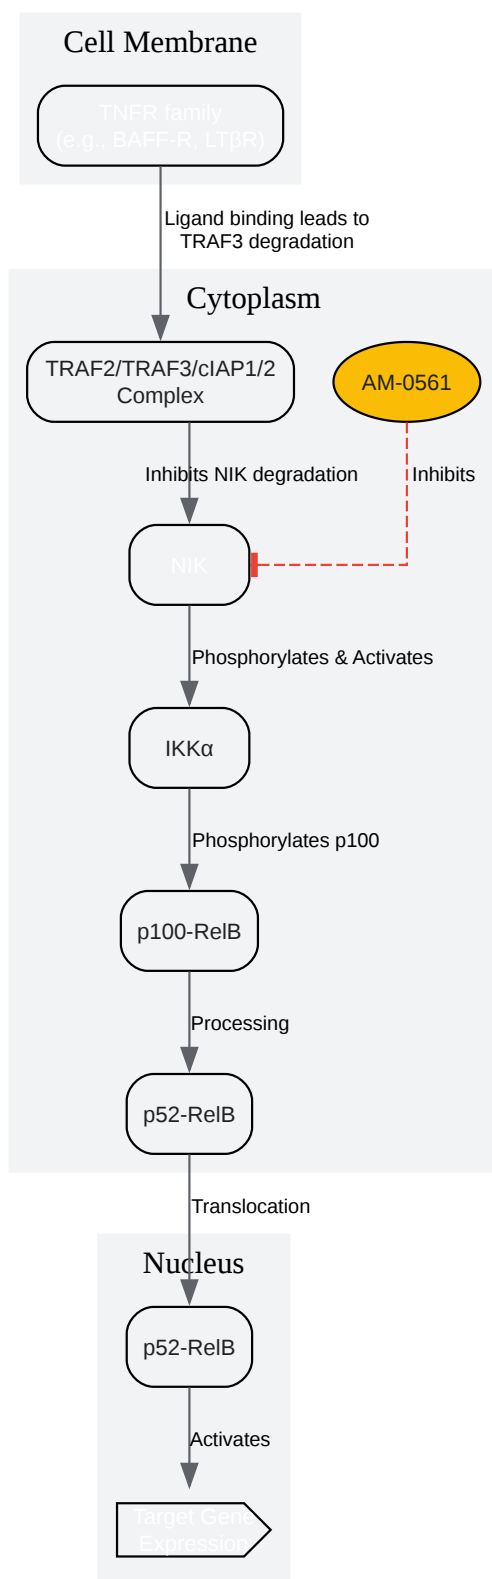 Cell Membrane
TNFR family
(e.g., BAFF-R, LTβR)
Ligand binding leads to
TRAF3 degradation
Cytoplasm
TRAF2/TRAF3/cIAP1/2
Complex
AM-0561
Inhibits NIK degradation
Inhibits
NIK
Phosphorylates & Activates
IKKα
Phosphorylates p100
p100-RelB
Processing
p52-RelB
Translocation
Nucleus
p52-RelB
Activates
Target Gene
Expression